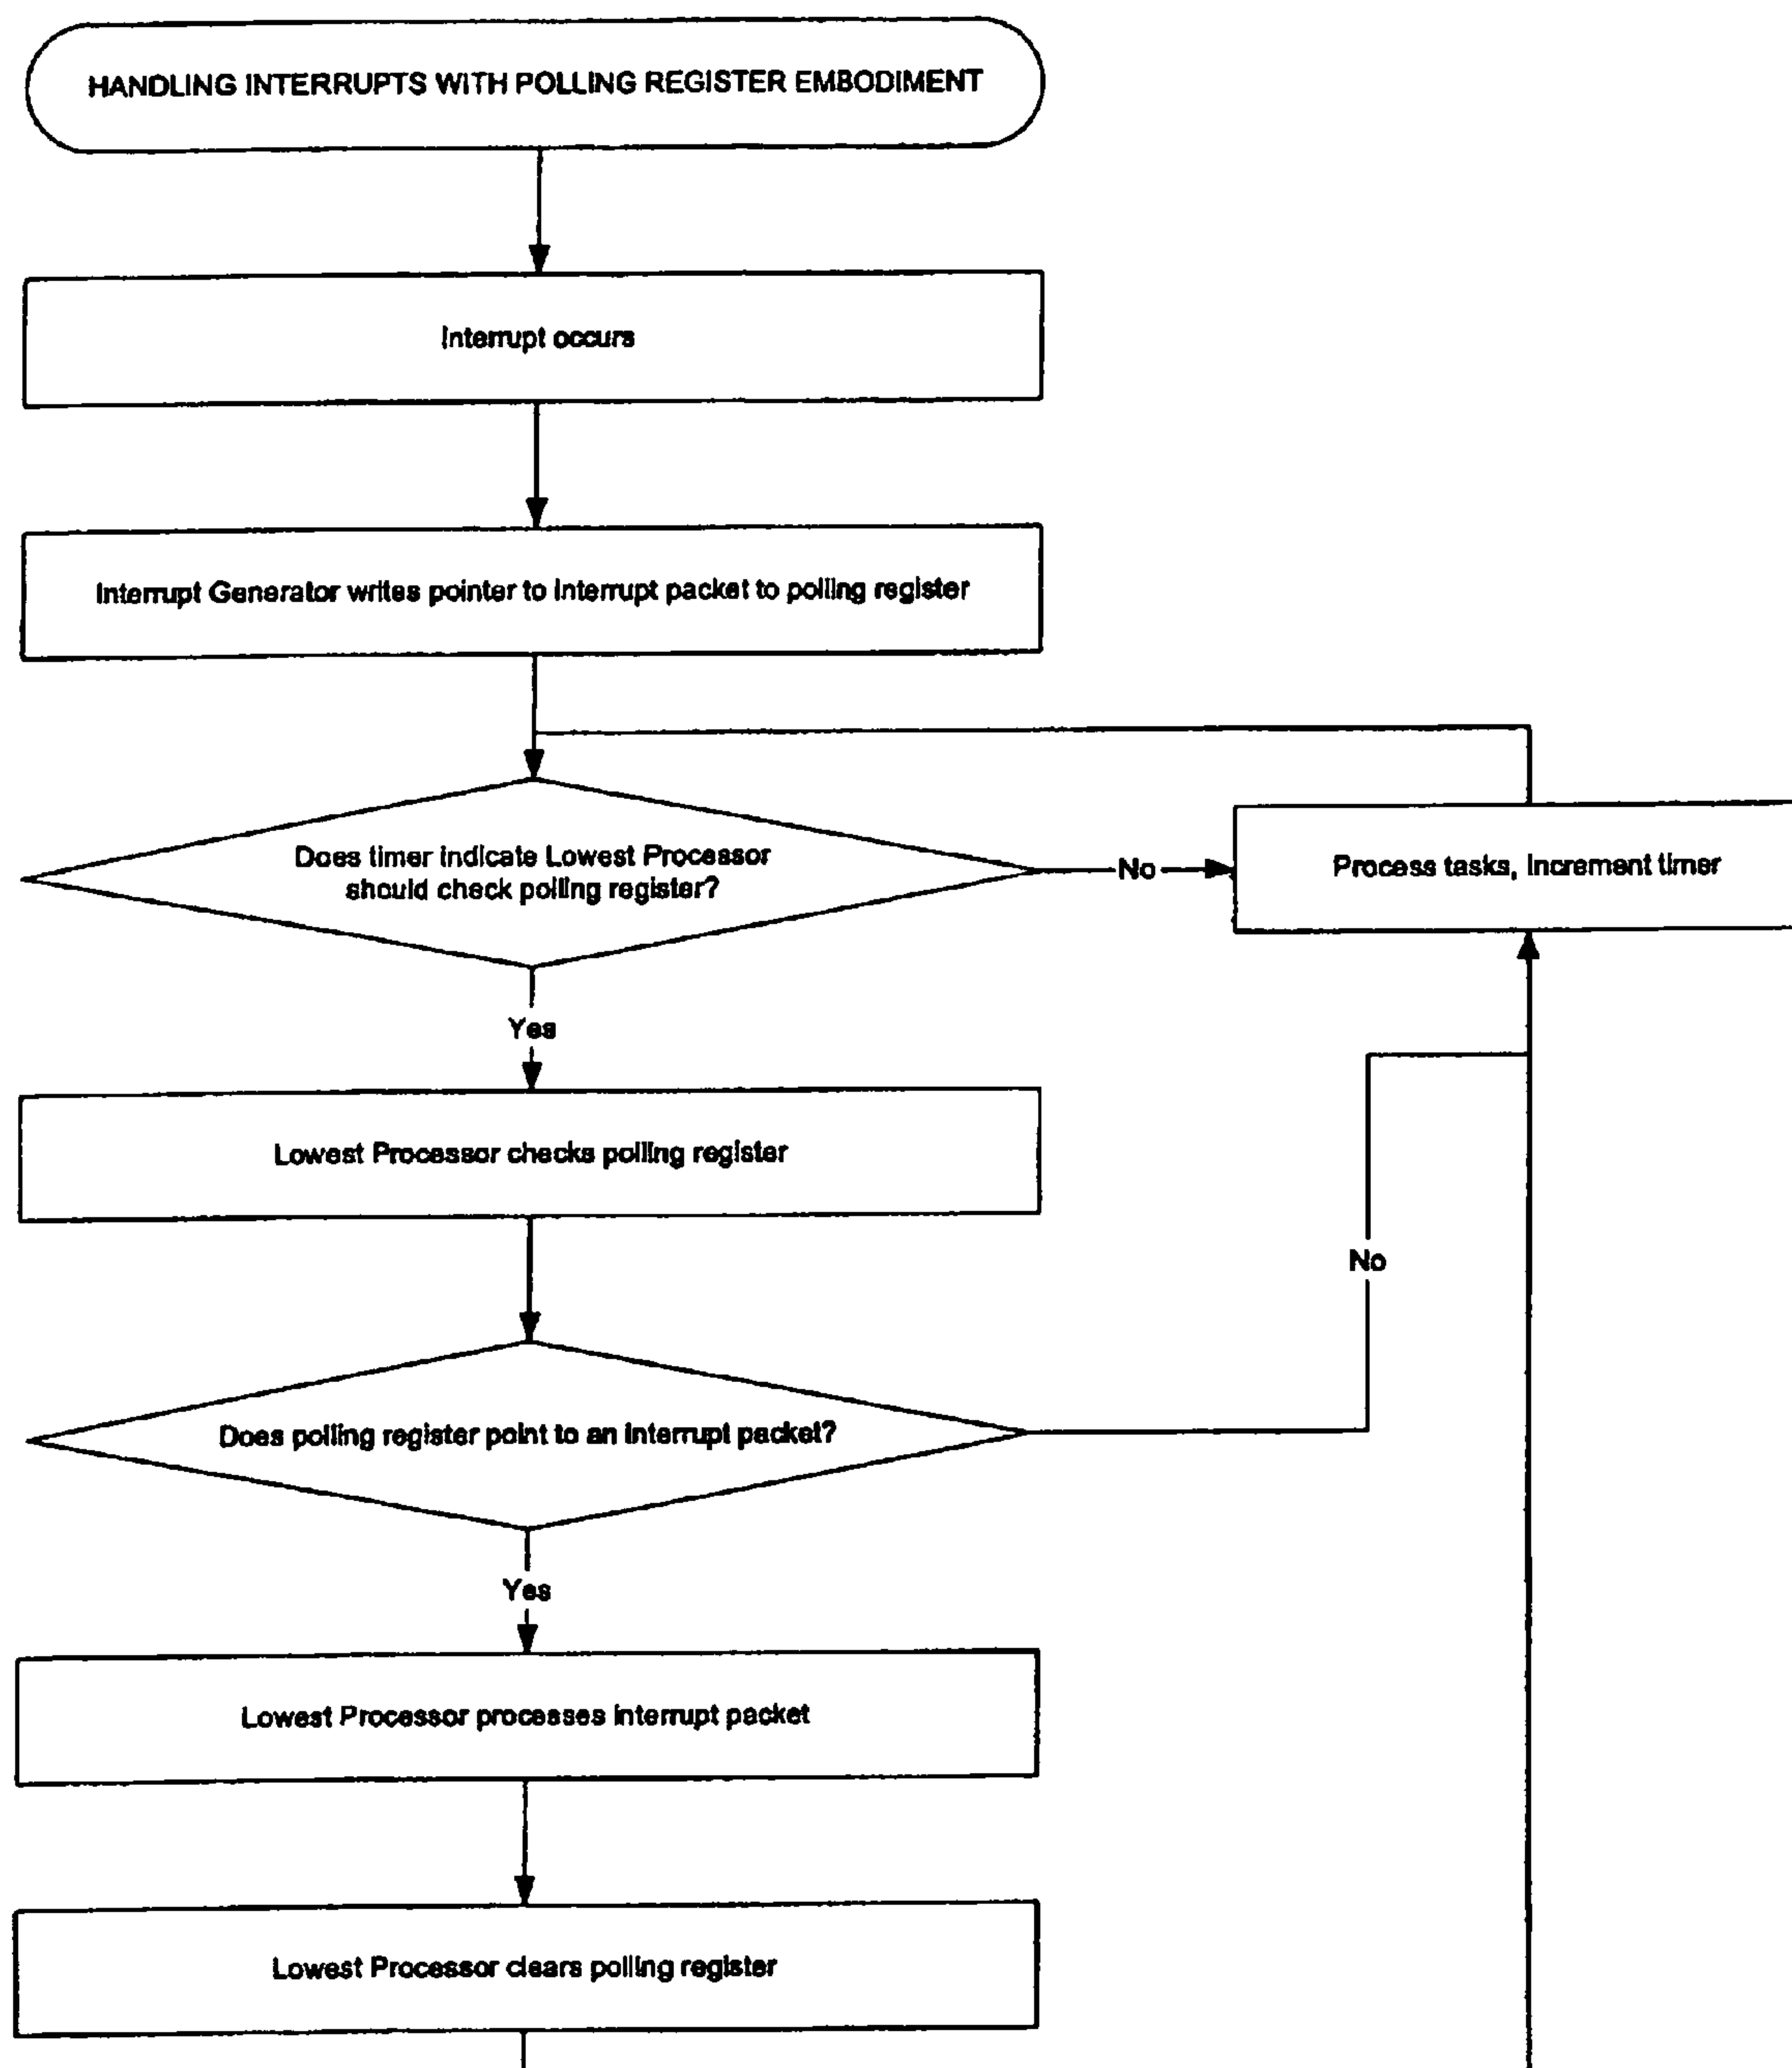 HANDLING INTERRUPTS WITH POLLING REGISTER EMBODIMENT
Interrupt occurs
Interrupt Generator writes pointer to interrupt packet to polling register
Does timer indicate Lowest Processor
should check polling register?
No
Process tasks, increment timer
Yes
Lowest Processor checks polling register
No
Does polling register point to an interrupt packet?
Yes
Lowest Processor processes interrupt packet
Lowest Processor clears polling register